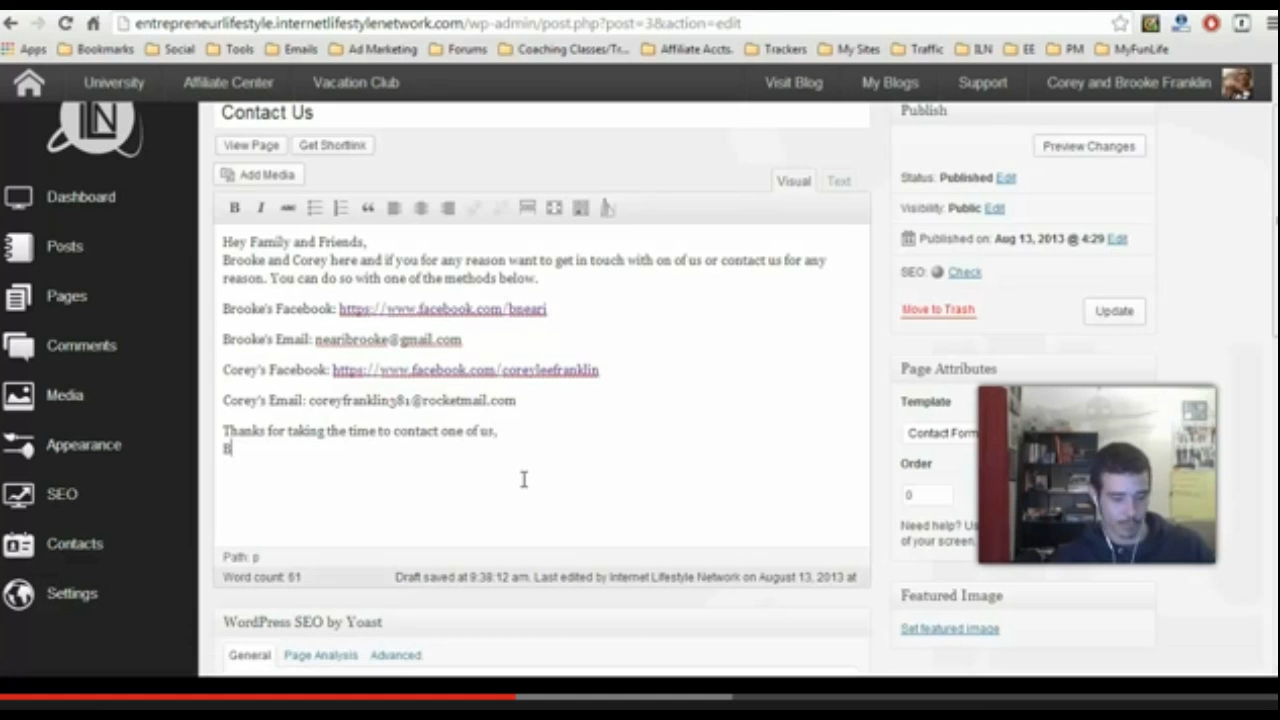 entrepreneurlifestyle.internetlifestylenetwork.com/wp-admin/post.php?post=3&action=edit
Apps Bookmarks Social Tools Emails Ad Marketing Forums Coaching Classes/Tr... Affiliate Accts. Trackers My Sites Traffic ILN EE PM MyFunLife
University Affiliate Center Vacation Club Visit Blog My Blogs Support Corey and Brooke Franklin
LN
Dashboard
Posts
Pages
Comments
Media
Appearance
SEO
Contacts
Settings
Contact Us
View Page Get Shortlink
Add Media
Visual Text
B I ABC
Hey Family and Friends,
Brooke and Corey here and if you for any reason want to get in touch with on of us or contact us for any
reason. You can do so with one of the methods below.
Brooke's Facebook: https://www.facebook.com/bneari
Brooke's Email: nearibrooke@gmail.com
Corey's Facebook: https://www.facebook.com/coreyleefranklin
Corey's Email: coreyfranklin381@rocketmail.com
Thanks for taking the time to contact one of us,
B
Path: p
Word count: 61 Draft saved at 9:38:12 am. Last edited by Internet Lifestyle Network on August 13, 2013 at
WordPress SEO by Yoast
General Page Analysis Advanced
Publish
Preview Changes
Status: Published Edit
Visibility: Public Edit
Published on: Aug 13, 2013 @ 4:29 Edit
SEO: Check
Move to Trash Update
Page Attributes
Template
Contact Form
Order
0
Need help? Us
of your screen.
Featured Image
Set featured image